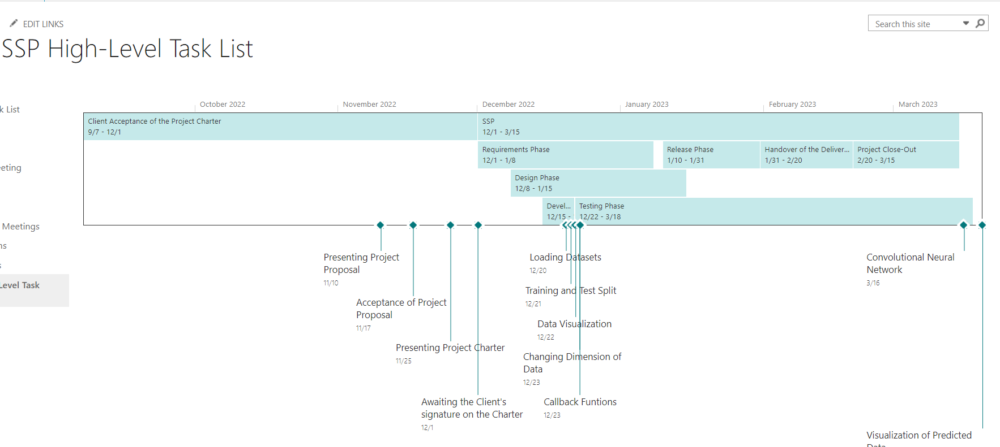 EDIT LINKS
Search this site
SSP High-Level Task List
October 2022
November 2022
December 2022
January 2023
February 2023
March 2023
k List
eeting
Meetings
ns
s
Level Task
Client Acceptance of the Project Charter
9/7 - 12/1
SSP
12/1 - 3/15
Requirements Phase
12/1 - 1/8
Release Phase
1/10 - 1/31
Handover of the Deliver...
1/31 - 2/20
Project Close-Out
2/20 - 3/15
Design Phase
12/8 - 1/15
Devel...
12/15 -
Testing Phase
12/22 - 3/18
Presenting Project
Proposal
11/10
Acceptance of Project
Proposal
11/17
Presenting Project Charter
11/25
Awaiting the Client's
signature on the Charter
12/1
Loading Datasets
12/20
Training and Test Split
12/21
Data Visualization
12/22
Changing Dimension of
Data
12/23
Callback Funtions
12/23
Convolutional Neural
Network
3/16
Visualization of Predicted
Data